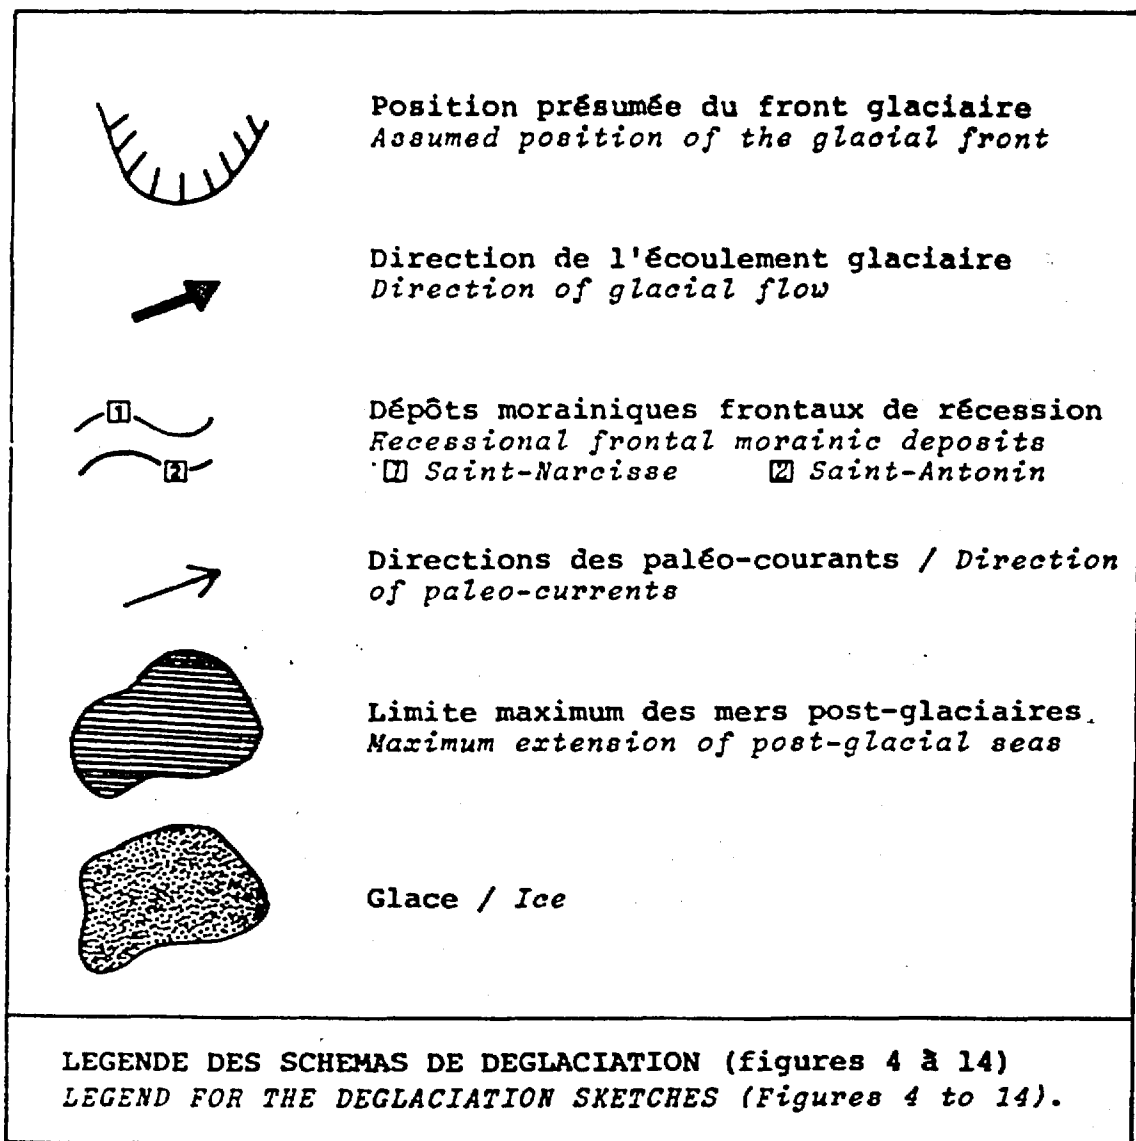 Position présumée du front glaciaire
Assumed position of the glacial front
Direction de l'écoulement glaciaire
Direction of glacial flow
1
2
Dépôts morainiques frontaux de récession
Recessional frontal morainic deposits
1 Saint-Narcisse 2 Saint-Antonin
Directions des paléo-courants / Direction
of paleo-currents
Limite maximum des mers post-glaciaires
Maximum extension of post-glacial seas
Glace / Ice
LEGENDE DES SCHEMAS DE DEGLACIATION (figures 4 à 14)
LEGEND FOR THE DEGLACIATION SKETCHES (Figures 4 to 14).